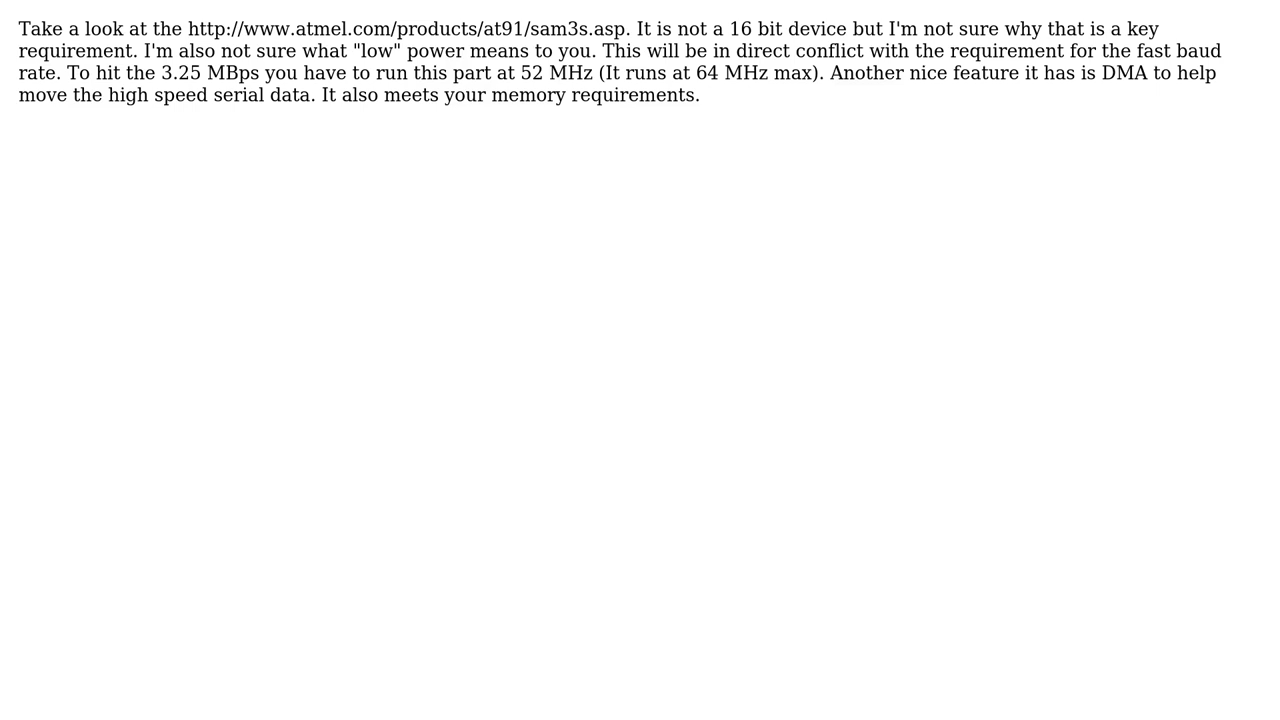 Take a look at the http://www.atmel.com/products/at91/sam3s.asp. It is not a 16 bit device but I'm not sure why that is a key
requirement. I'm also not sure what "low" power means to you. This will be in direct conflict with the requirement for the fast baud
rate. To hit the 3.25 MBps you have to run this part at 52 MHz (It runs at 64 MHz max). Another nice feature it has is DMA to help
move the high speed serial data. It also meets your memory requirements.